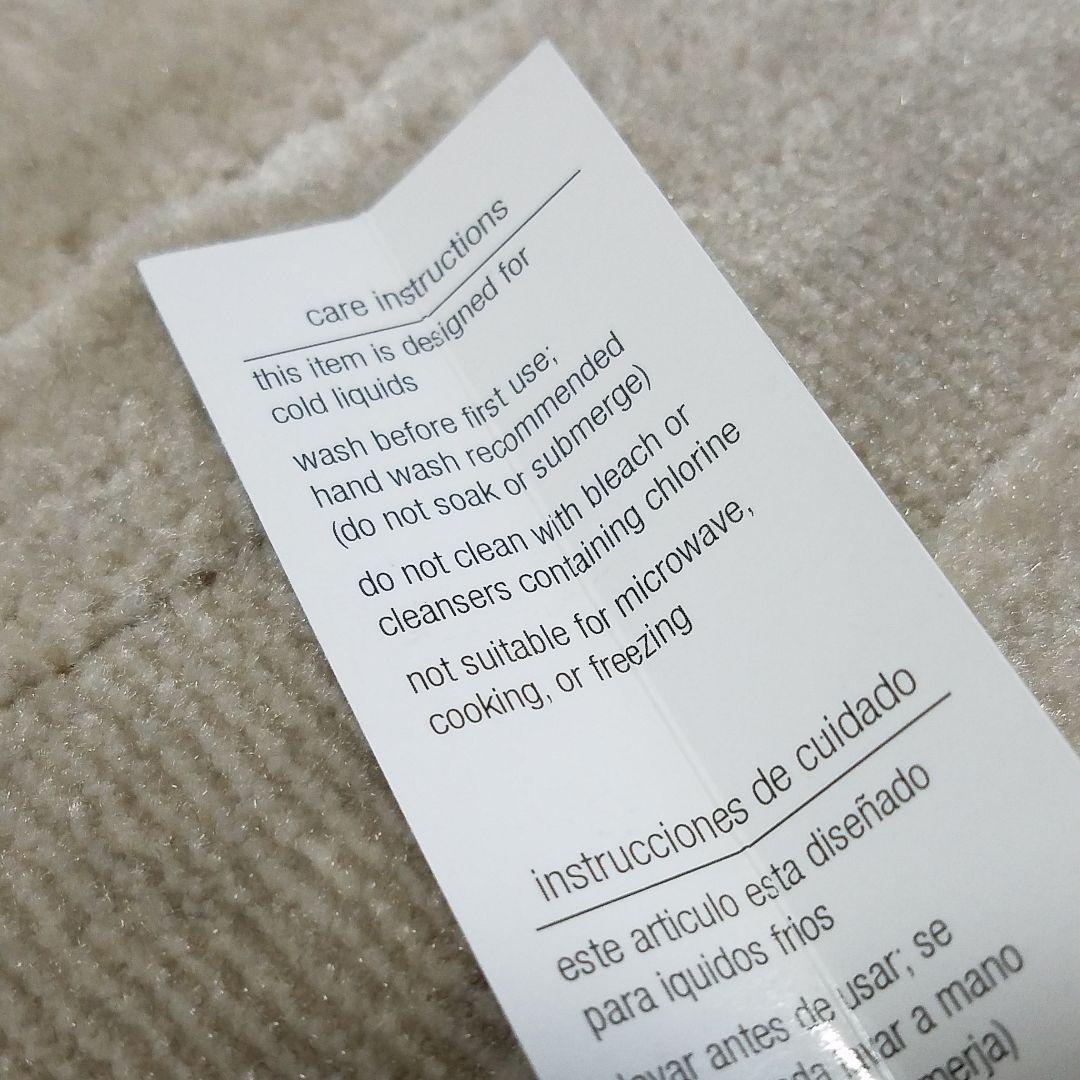 care instructions
this item is designed for
cold liquids
wash before first use;
hand wash recommended
(do not soak or submerge)
do not clean with bleach or
cleansers containing chlorine
not suitable for microwave,
cooking, or freezing
instrucciones de cuidado
este articulo esta diseñado
para iquidos frios
antes de usar; se
a mano